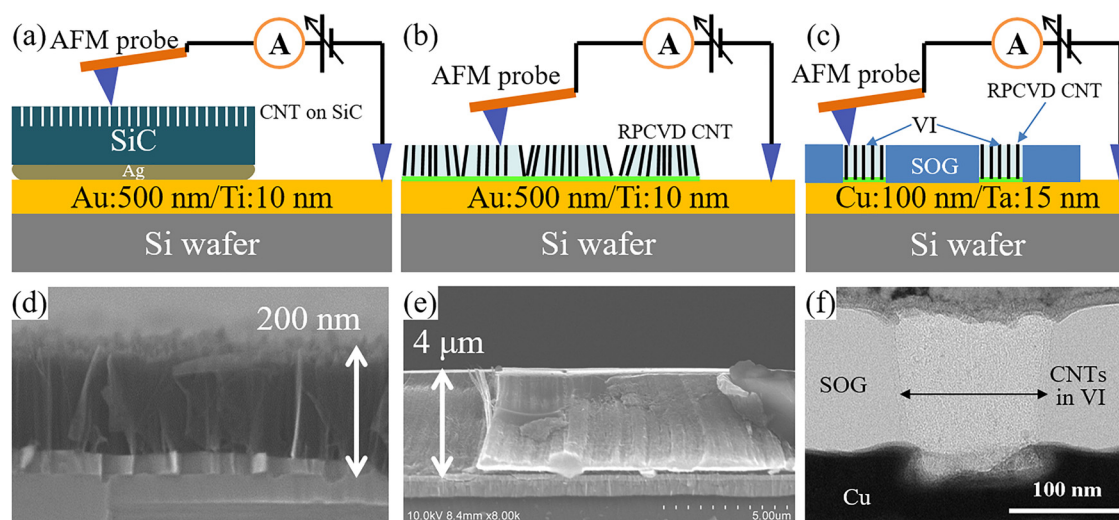 (a)
AFM probe
A
CNT on SiC
SiC
Ag
Au:500 nm/Ti:10 nm
Si wafer
(b)
AFM probe
A
RPCVD CNT
Au:500 nm/Ti:10 nm
Si wafer
(c)
AFM probe
A
RPCVD CNT
VI
SOG
Cu:100 nm/Ta:15 nm
Si wafer
(d)
200 nm
(e)
4 μm
10.0kV 8.4mm x8.00k
5.00um
(f)
SOG
CNTs
in VI
Cu
100 nm